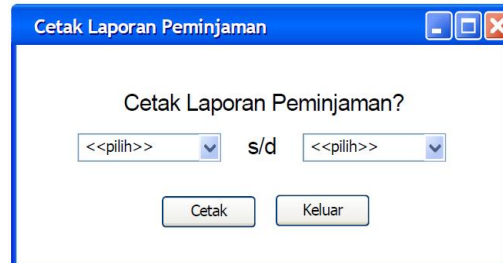 Cetak Laporan Peminjaman
Cetak Laporan Peminjaman?
<<pilih>> s/d <<pilih>>
Cetak Keluar